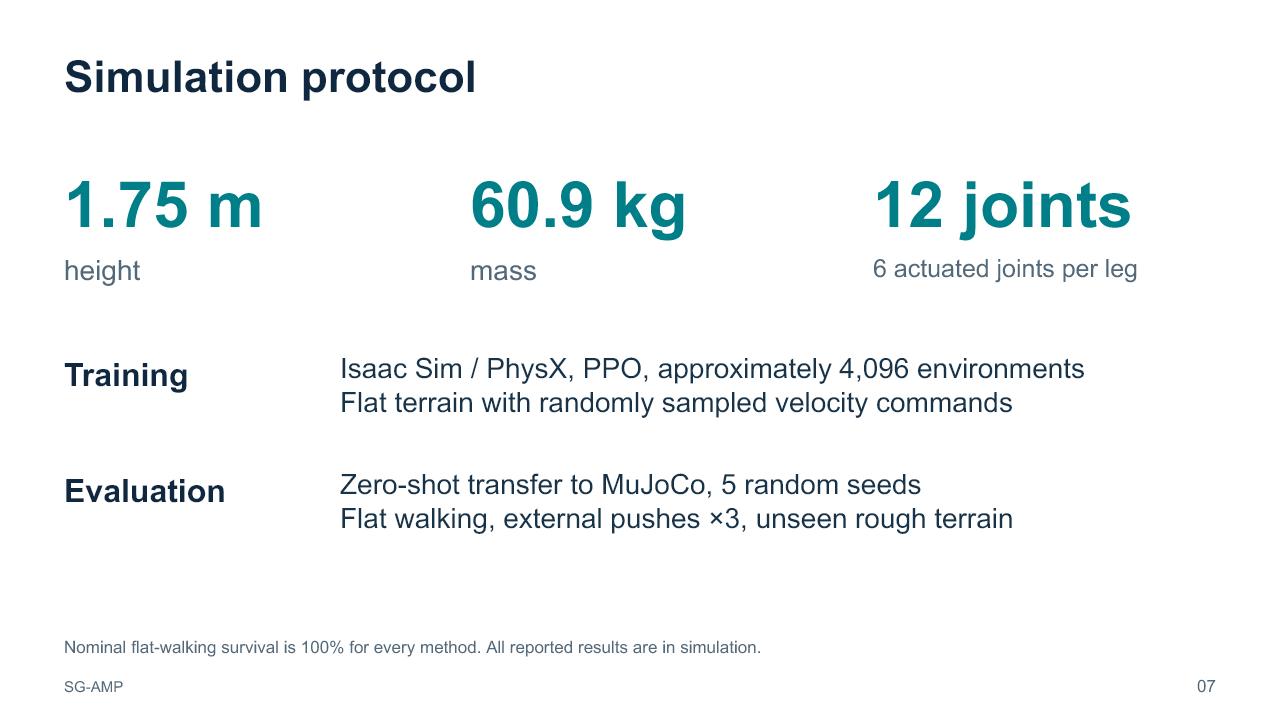 Simulation protocol
1.75 m
height
60.9 kg
mass
12 joints
6 actuated joints per leg
Training
Isaac Sim / PhysX, PPO, approximately 4,096 environments
Flat terrain with randomly sampled velocity commands
Evaluation
Zero-shot transfer to MuJoCo, 5 random seeds
Flat walking, external pushes ×3, unseen rough terrain
Nominal flat-walking survival is 100% for every method. All reported results are in simulation.
SG-AMP
07